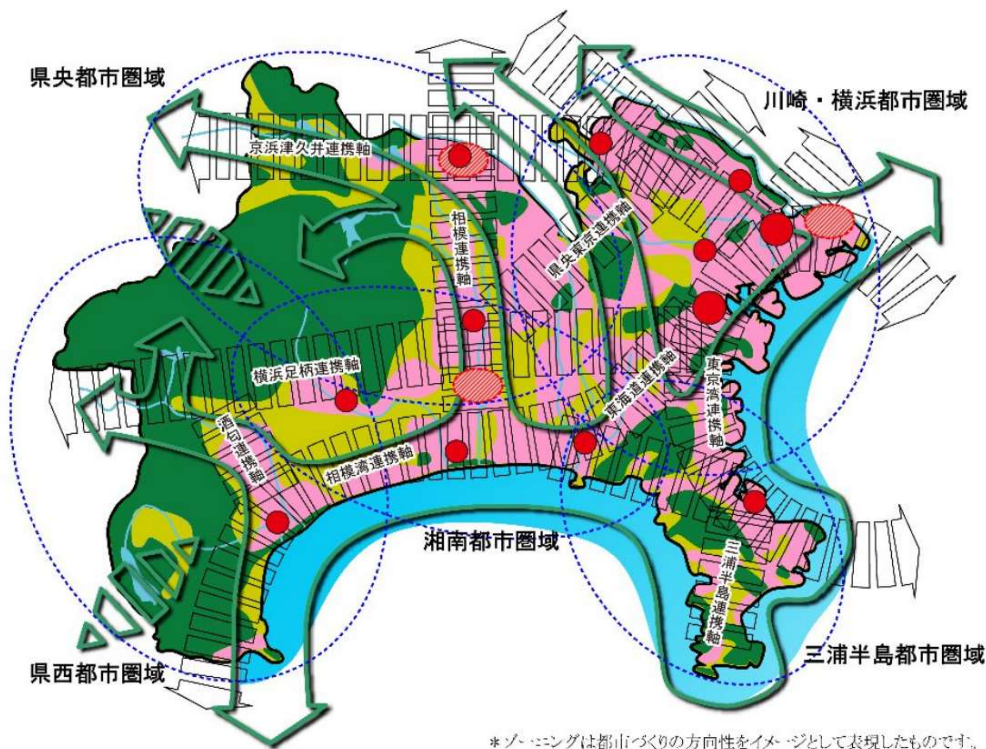 県央都市圏域
川崎・横浜都市圏域
京浜津久井連携軸
相模連携軸
県央東京連携軸
横浜足柄連携軸
東海道連携軸
東京湾連携軸
酒匂連携軸
相模湾連携軸
湘南都市圏域
三浦半島連携軸
県西都市圏域
三浦半島都市圏域
*ゾーニングは都市づくりの方向性をイメージとして表現したものです。